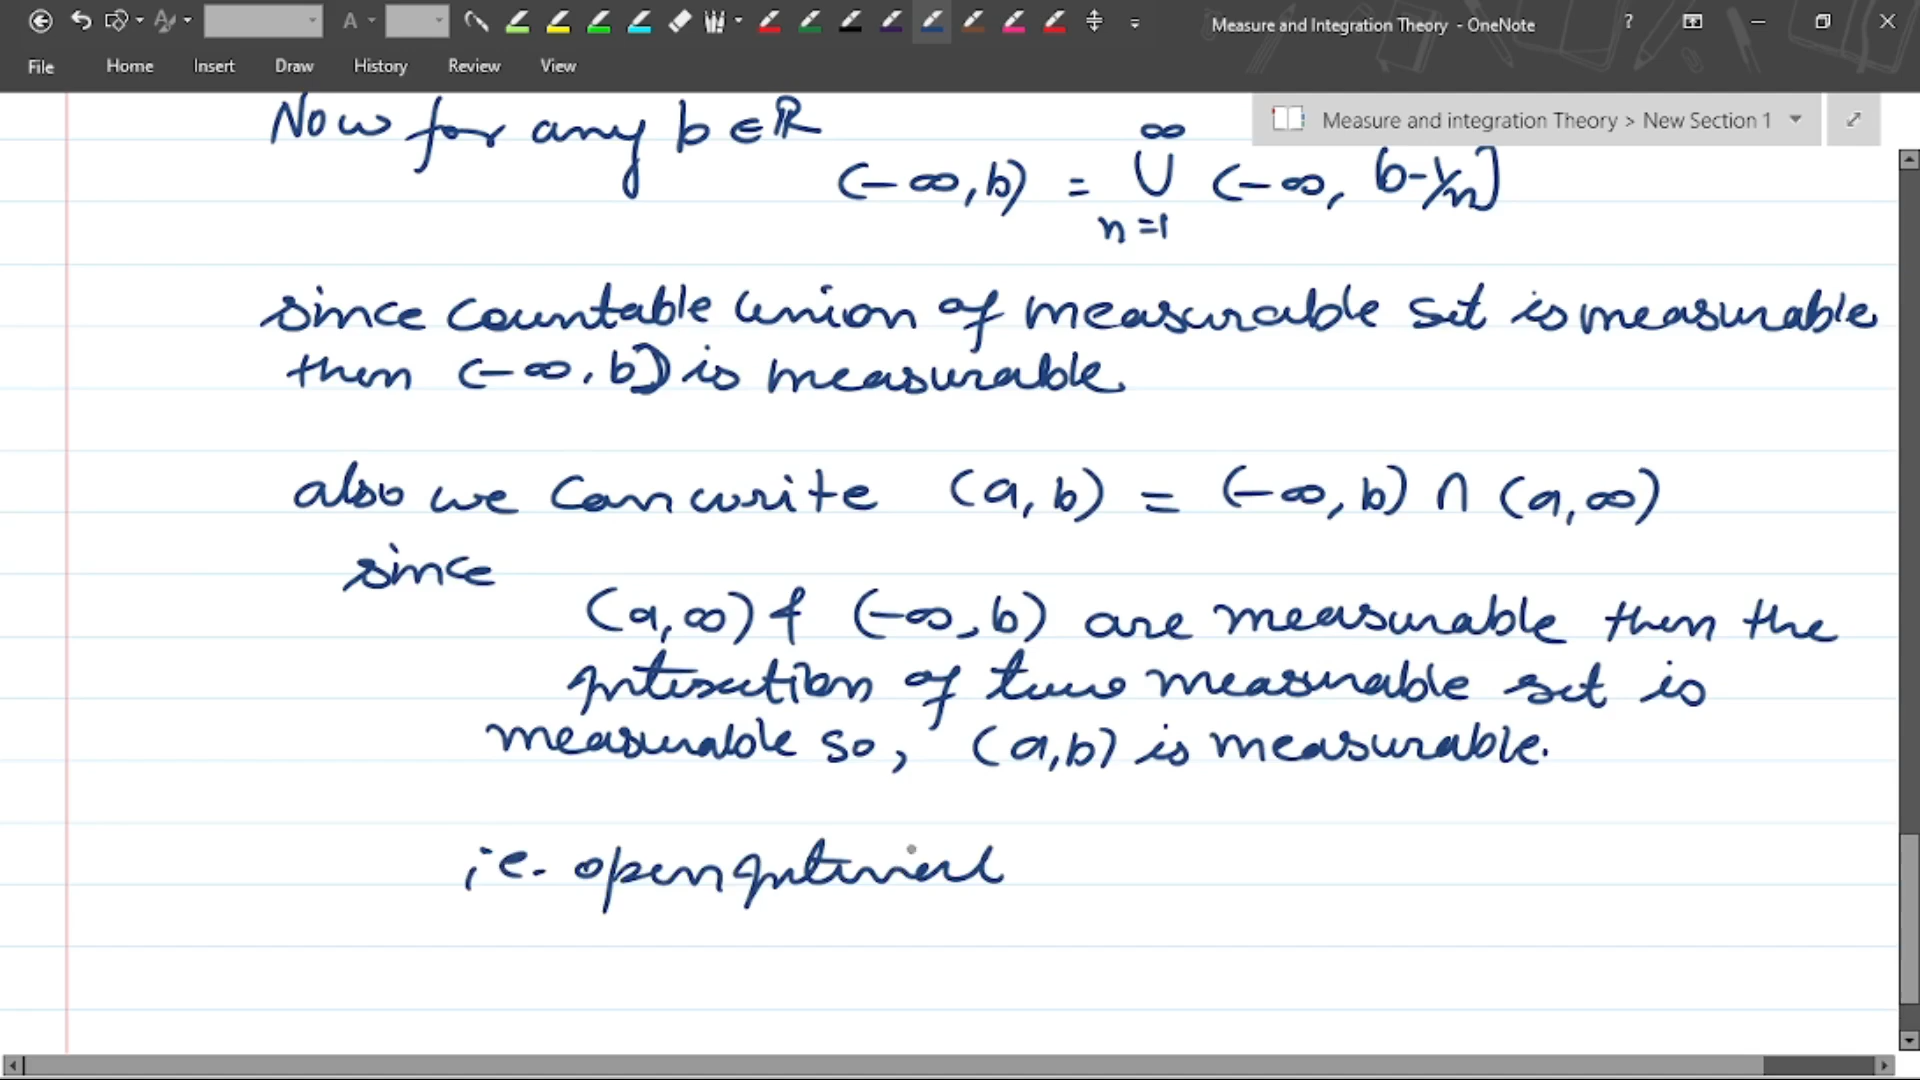 Measure and Integration Theory - OneNote
File Home Insert Draw History Review View
Measure and integration Theory > New Section 1
Now for any b ∈ ℝ
(-∞, b) = ∞ ⋃ n=1 (-∞, b-1/n]
since countable union of measurable set is measurable
then (-∞, b) is measurable
also we can write (a, b) = (-∞, b) ∩ (a, ∞)
since
(a, ∞) & (-∞, b) are measurable then the
intersection of two measurable set is
measurable so, (a,b) is measurable.
i.e. open interval